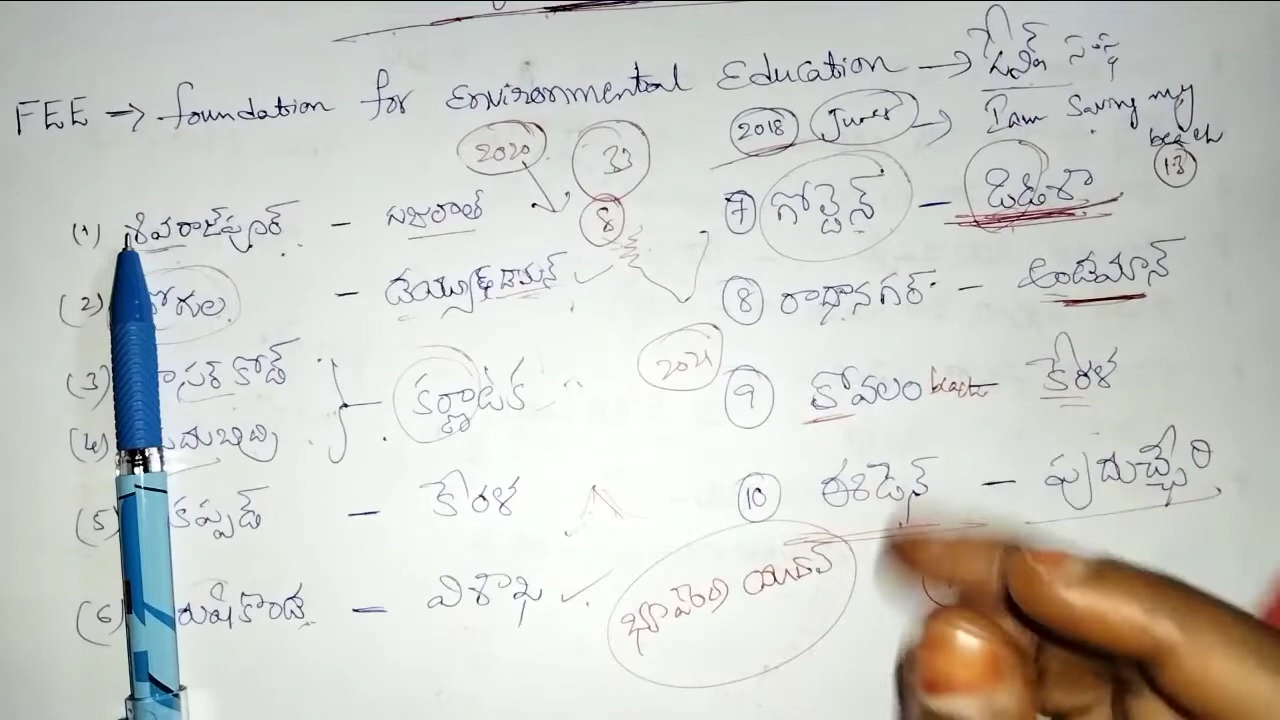 FEE → foundation for Environmental Education →
2018 June → I am Saving my beach
13
2020
33
8
(1) శివరాజ్‌పూర్ - గుజరాత్
(2) - డయ్యూ & డామన్
(3) కోడ్
(4)
కర్ణాటక
(5) కప్పడ్ - కేరళ
(6) రుషికొండ - విశాఖ
⑦ గోల్డెన్ - ఒడిశా
⑧ రాధానగర్ - అండమాన్
2021
⑨ కోవలం beach - కేరళ
⑩ ఈడెన్ - పుదుచ్చేరి